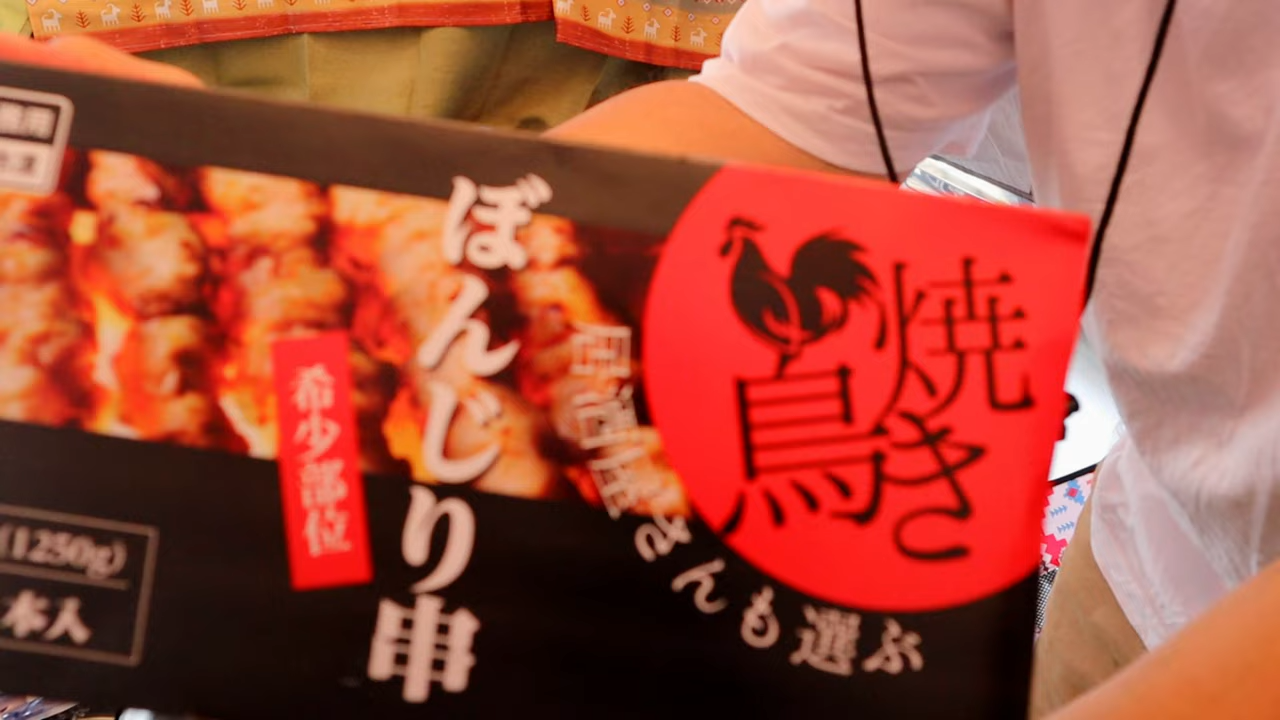 焼き
鳥
ぼんじり串
希少部位
居酒屋さんも選ぶ
(1250g)
本入